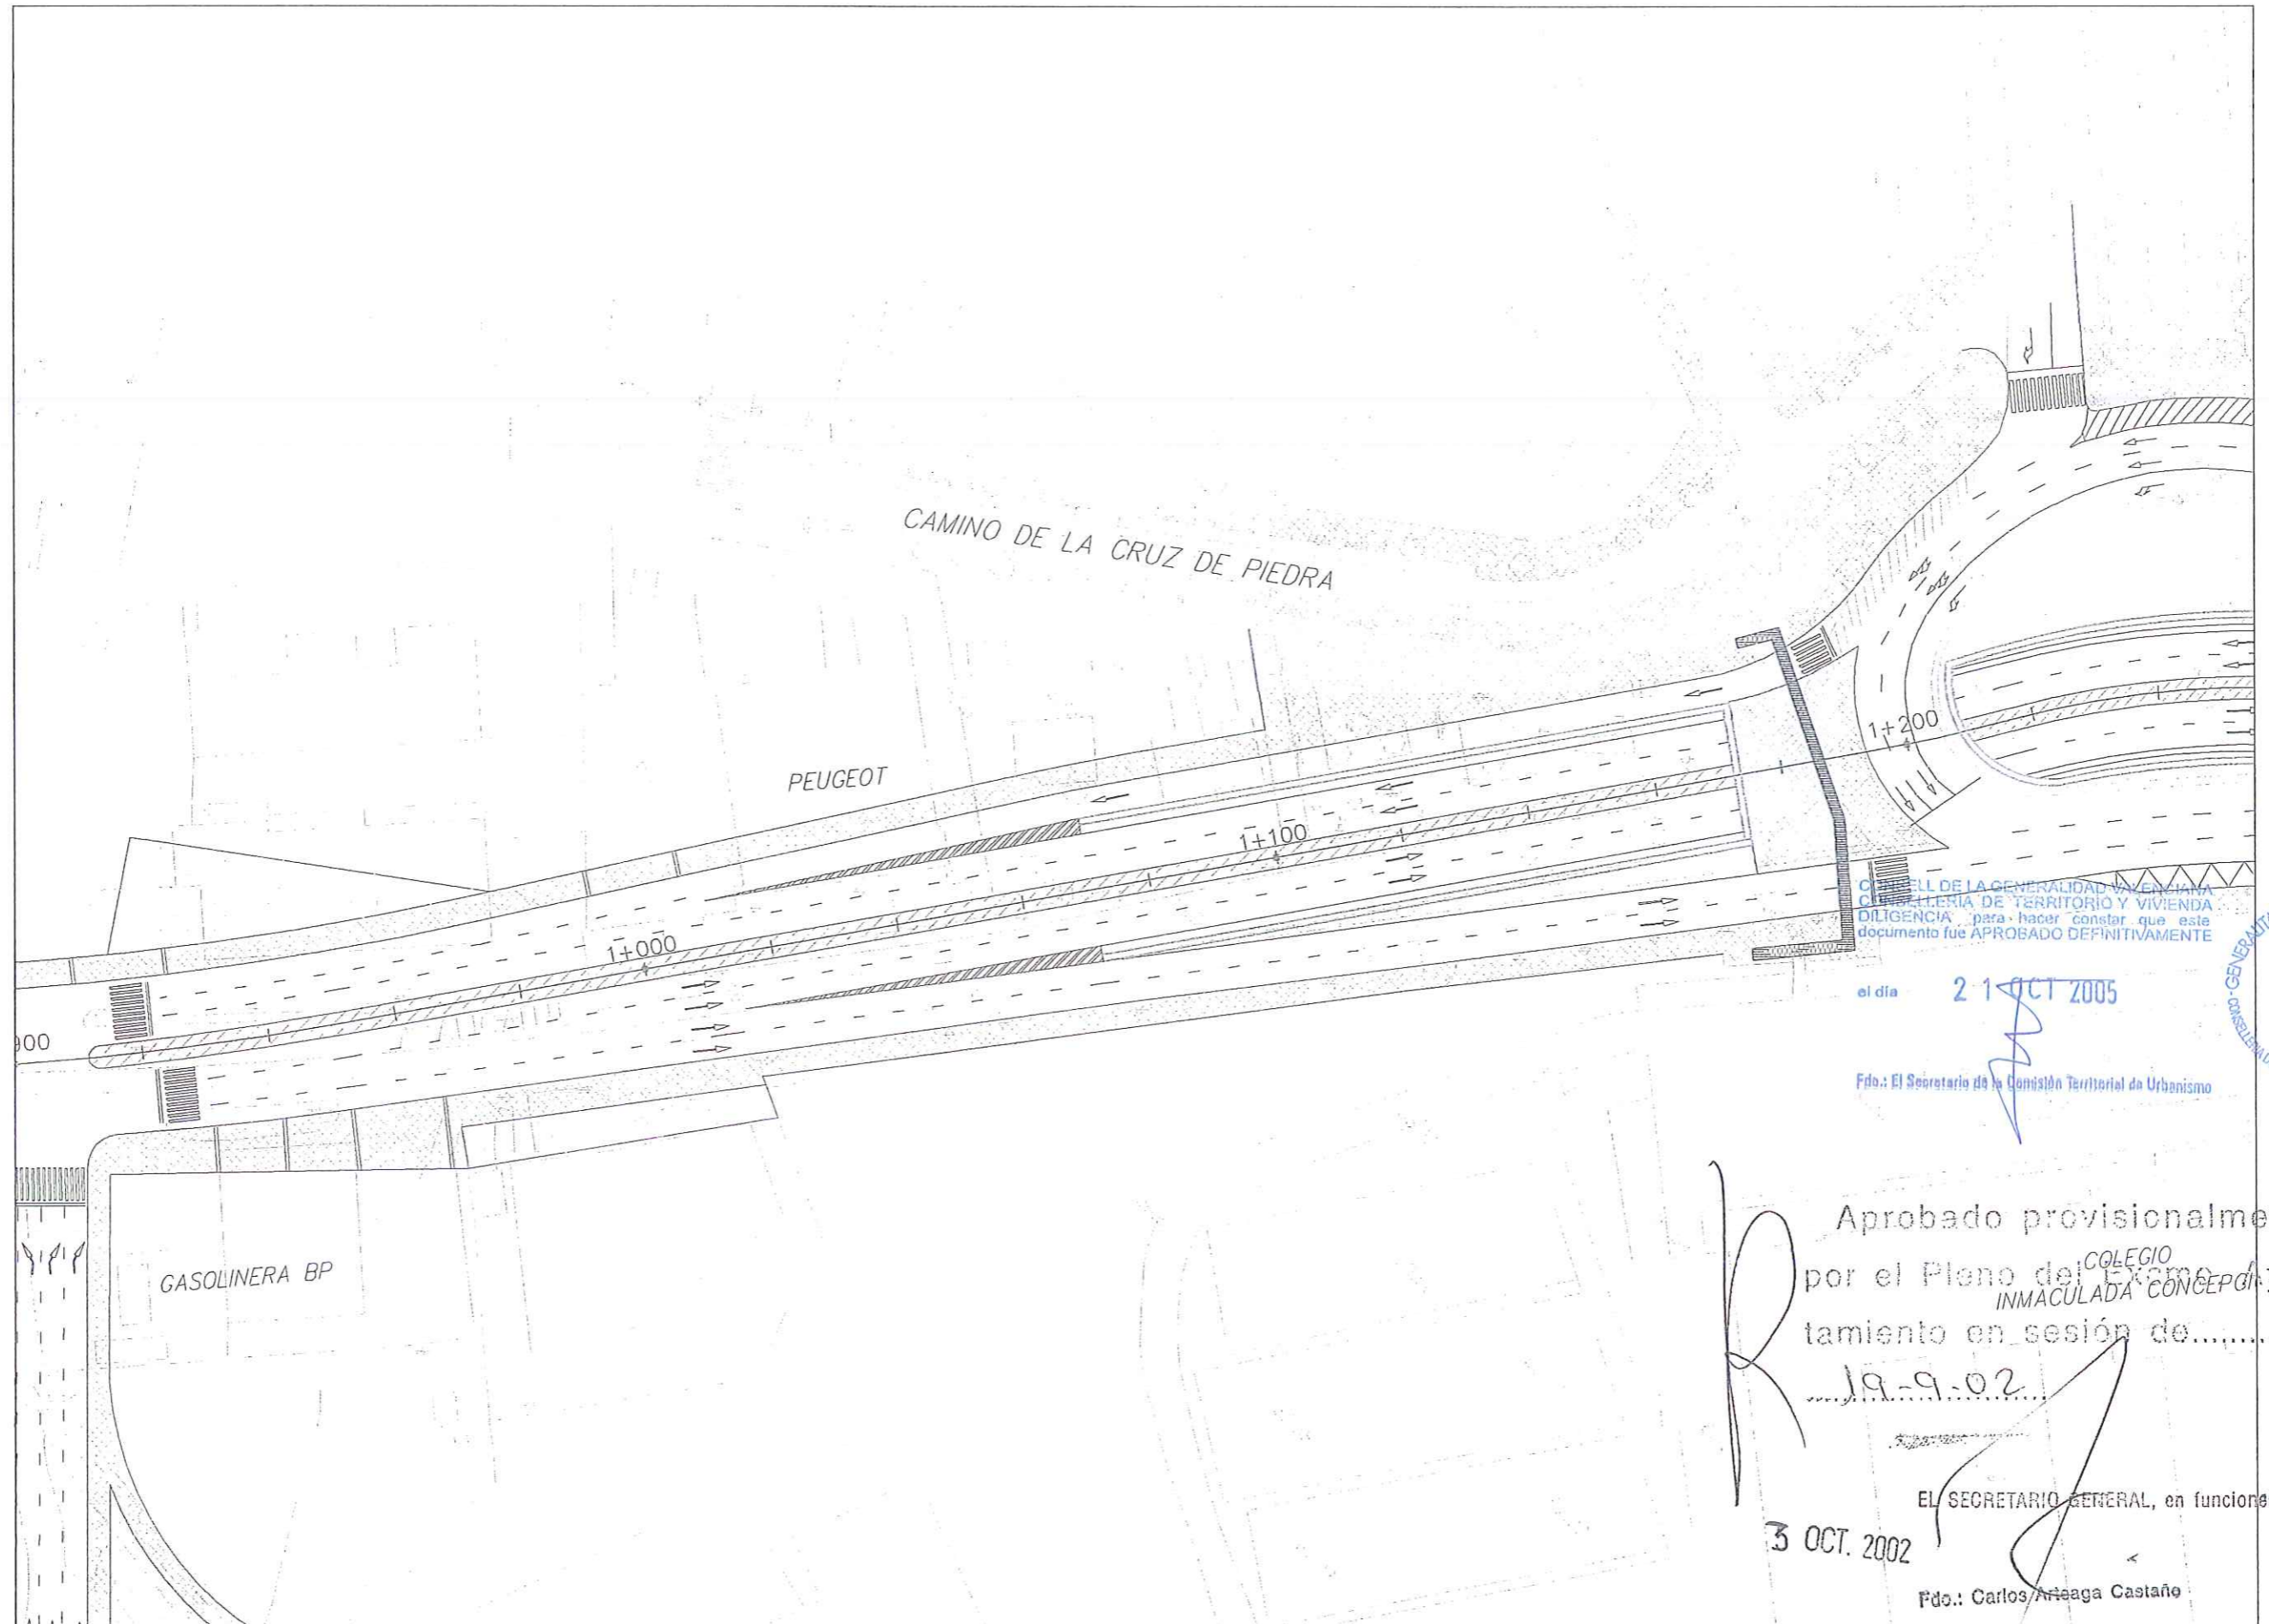 CAMINO DE LA CRUZ DE PIEDRA
PEUGEOT
1+200
1+100
1+000
900
GASOLINERA BP
CONSELL DE LA GENERALIDAD VALENCIANA
CONSELLERIA DE TERRITORIO Y VIVIENDA
DILIGENCIA para hacer constar que este
documento fue APROBADO DEFINITIVAMENTE
el día 21 OCT 2005
Fdo.: El Secretario de la Comisión Territorial de Urbanismo
Aprobado provisionalme
por el Pleno del Excmo.
COLEGIO
INMACULADA CONCEPCI
tamiento en sesión de........
19-9-02
EL SECRETARIO GENERAL, en funcione
3 OCT. 2002
Fdo.: Carlos Arteaga Castaño